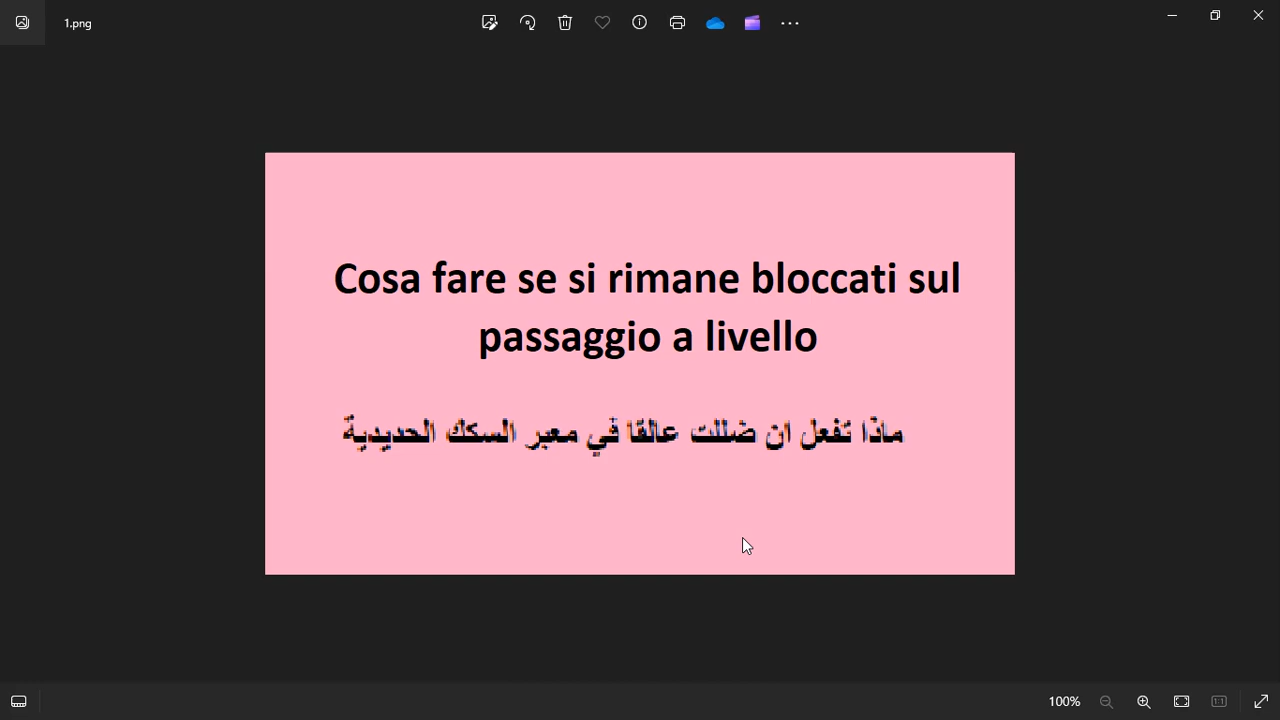 1.png
Cosa fare se si rimane bloccati sul
passaggio a livello
ماذا تفعل ان ضللت عالقا في معبر السكك الحديدية
100%